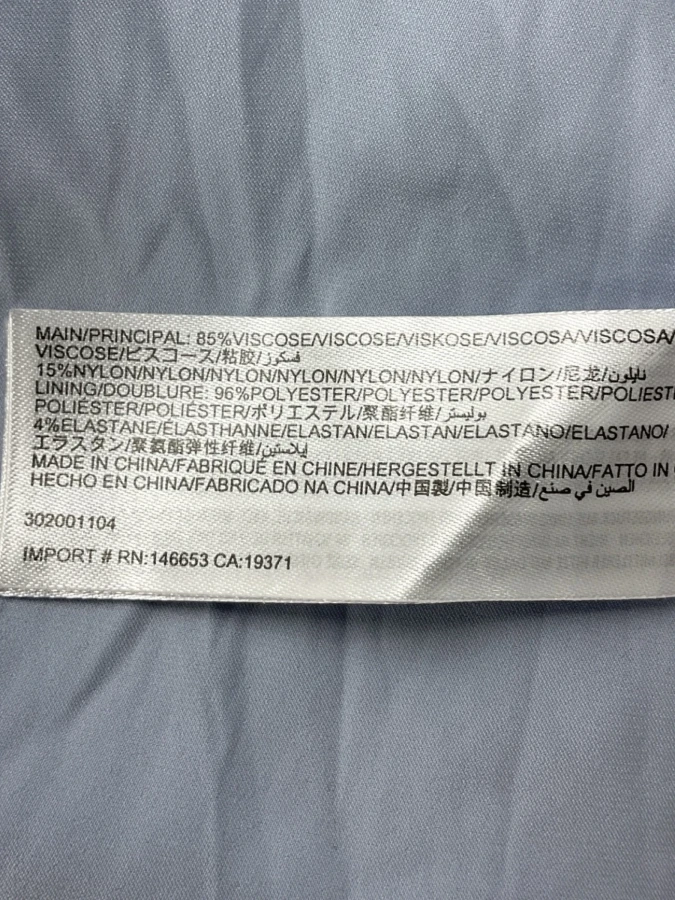 MAIN/PRINCIPAL: 85%VISCOSE/VISCOSE/VISKOSE/VISCOSA/VISCOSA/
VISCOSE/ビスコース/粘胶/فسكوز
15%NYLON/NYLON/NYLON/NYLON/NYLON/NYLON/ナイロン/尼龙/نايلون
LINING/DOUBLURE: 96%POLYESTER/POLYESTER/POLYESTER/POLIEST
POLIÉSTER/POLIÉSTER/ポリエステル/聚酯纤维/بوليستر
4%ELASTANE/ÉLASTHANNE/ELASTAN/ELASTAN/ELASTANO/ELASTANO/
エラスタン/聚氨酯弹性纤维/إيلاستين
MADE IN CHINA/FABRIQUÉ EN CHINE/HERGESTELLT IN CHINA/FATTO IN
HECHO EN CHINA/FABRICADO NA CHINA/中国製/中国制造/الصين في صنع
302001104
IMPORT # RN:146653 CA:19371